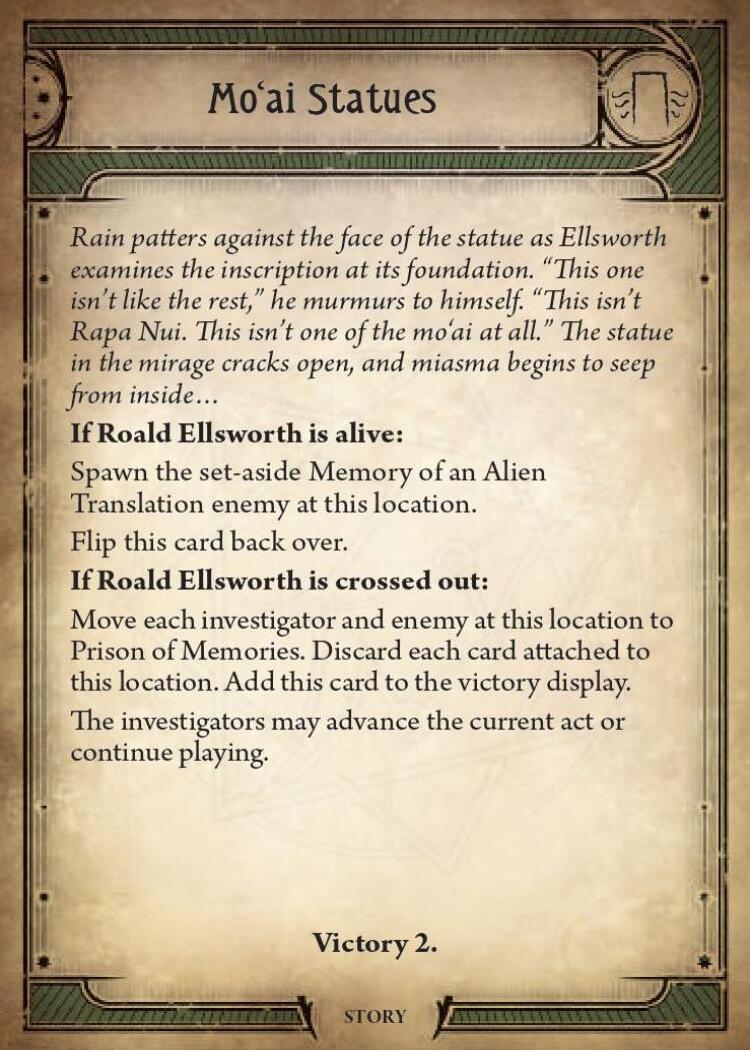 Mo‘ai Statues
Rain patters against the face of the statue as Ellsworth
examines the inscription at its foundation. “This one
isn’t like the rest,” he murmurs to himself. “This isn’t
Rapa Nui. This isn’t one of the mo‘ai at all.” The statue
in the mirage cracks open, and miasma begins to seep
from inside…
If Roald Ellsworth is alive:
Spawn the set-aside Memory of an Alien
Translation enemy at this location.
Flip this card back over.
If Roald Ellsworth is crossed out:
Move each investigator and enemy at this location to
Prison of Memories. Discard each card attached to
this location. Add this card to the victory display.
The investigators may advance the current act or
continue playing.
Victory 2.
STORY